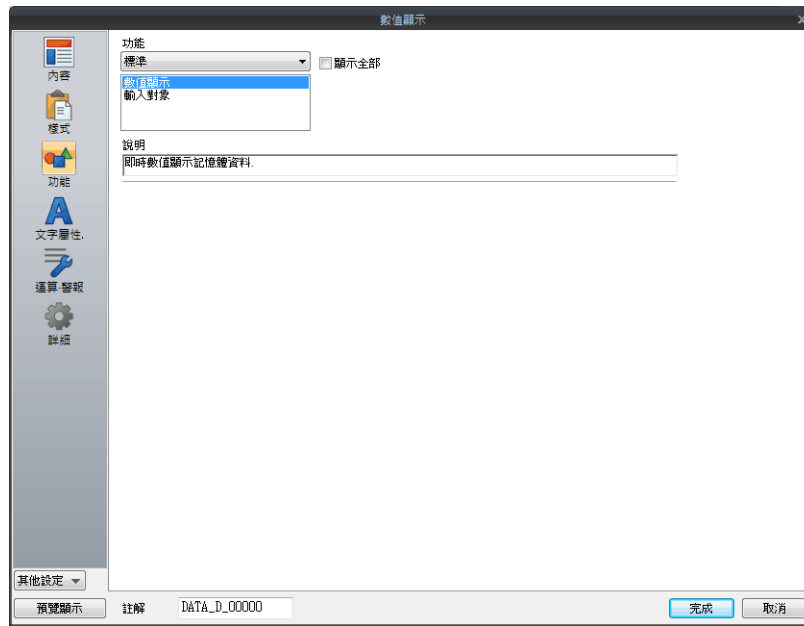 數值顯示
內容
樣式
功能
文字屬性.
運算·警報
詳細
功能
標準
顯示全部
數值顯示
輸入對象
說明
即時數值顯示記憶體資料.
其他設定
預覽顯示
註解
DATA_D_00000
完成
取消